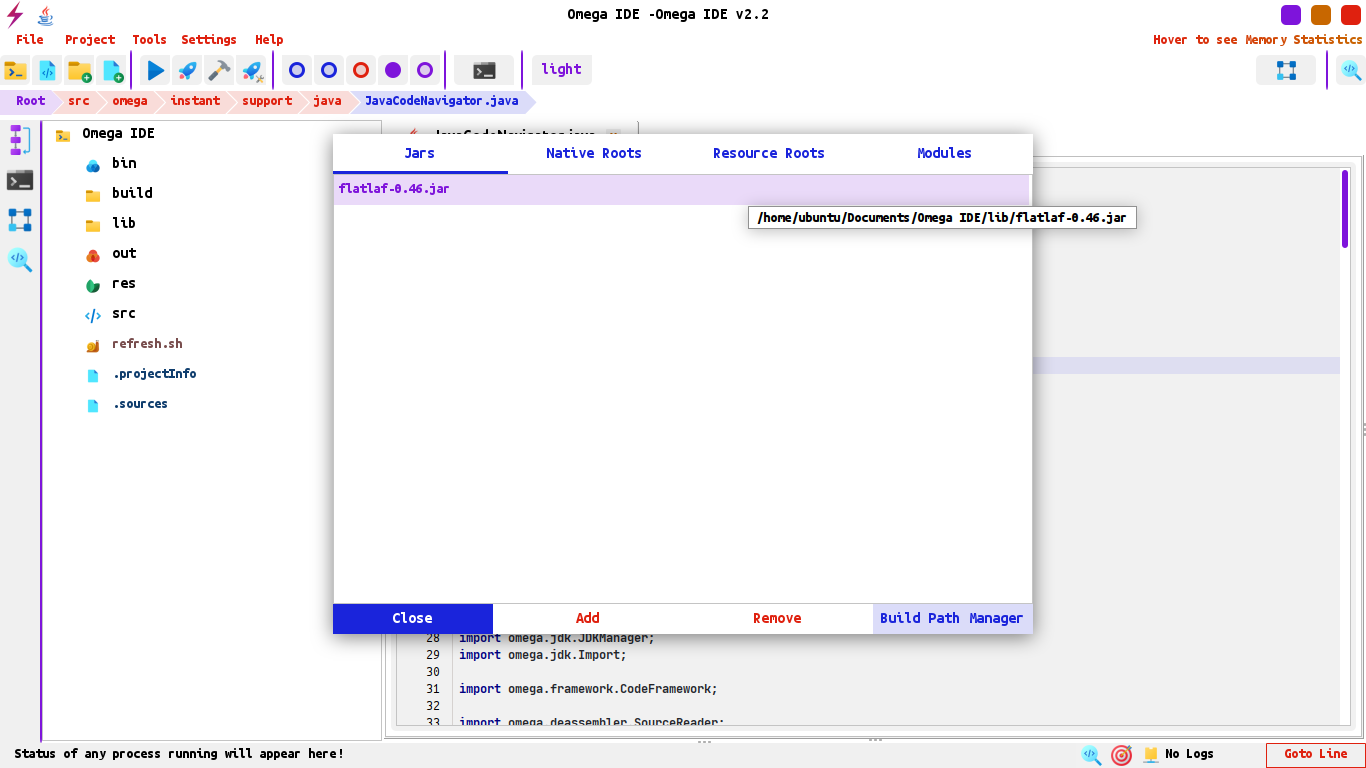 Omega IDE -Omega IDE v2.2
File Project Tools Settings Help
Hover to see Memory Statistics
light
Root src omega instant support java JavaCodeNavigator.java
Omega IDE
bin
build
lib
out
res
src
refresh.sh
.projectInfo
.sources
JavaCodeNavigator.java
Jars Native Roots Resource Roots Modules
flatlaf-0.46.jar
/home/ubuntu/Documents/Omega IDE/lib/flatlaf-0.46.jar
Close Add Remove Build Path Manager
28 import omega.jdk.JDKManager;
29 import omega.jdk.Import;
30
31 import omega.framework.CodeFramework;
32
33 import omega.deassembler.SourceReader;
Status of any process running will appear here!
No Logs
Goto Line